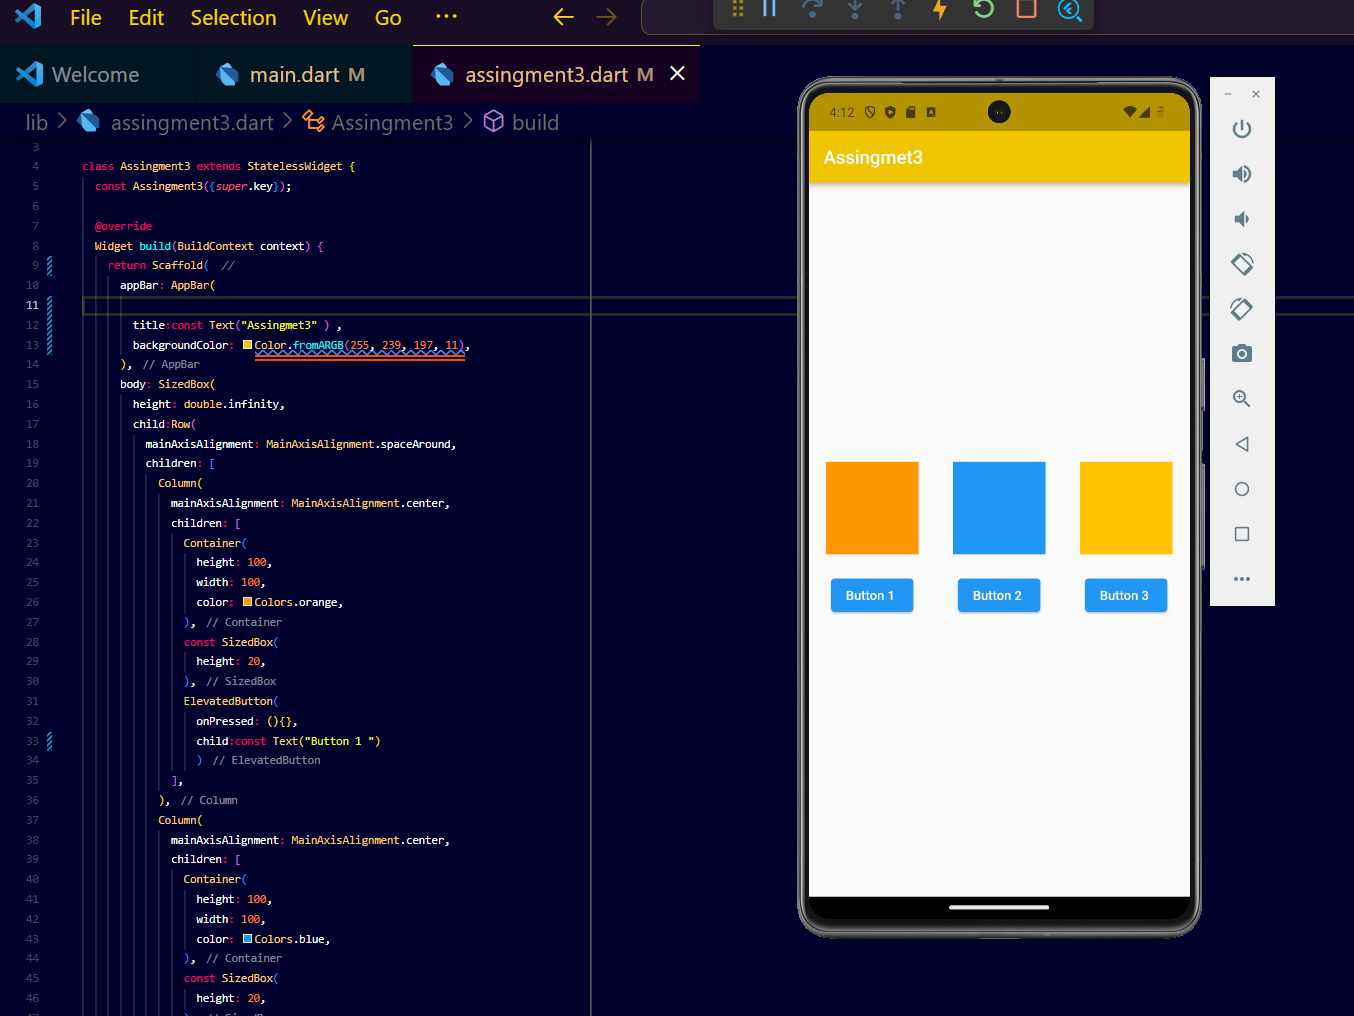 File Edit Selection View Go ···
Welcome main.dart M assingment3.dart M
lib > assingment3.dart > Assingment3 > build
3
4 class Assingment3 extends StatelessWidget {
5 const Assingment3({super.key});
6
7 @override
8 Widget build(BuildContext context) {
9 return Scaffold( //
10 appBar: AppBar(
11
12 title:const Text("Assingmet3" ) ,
13 backgroundColor: Color.fromARGB(255, 239, 197, 11),
14 ), // AppBar
15 body: SizedBox(
16 height: double.infinity,
17 child:Row(
18 mainAxisAlignment: MainAxisAlignment.spaceAround,
19 children: [
20 Column(
21 mainAxisAlignment: MainAxisAlignment.center,
22 children: [
23 Container(
24 height: 100,
25 width: 100,
26 color: Colors.orange,
27 ), // Container
28 const SizedBox(
29 height: 20,
30 ), // SizedBox
31 ElevatedButton(
32 onPressed: (){},
33 child:const Text("Button 1 ")
34 ) // ElevatedButton
35 ],
36 ), // Column
37 Column(
38 mainAxisAlignment: MainAxisAlignment.center,
39 children: [
40 Container(
41 height: 100,
42 width: 100,
43 color: Colors.blue,
44 ), // Container
45 const SizedBox(
46 height: 20,
4:12
Assingmet3
Button 1 Button 2 Button 3